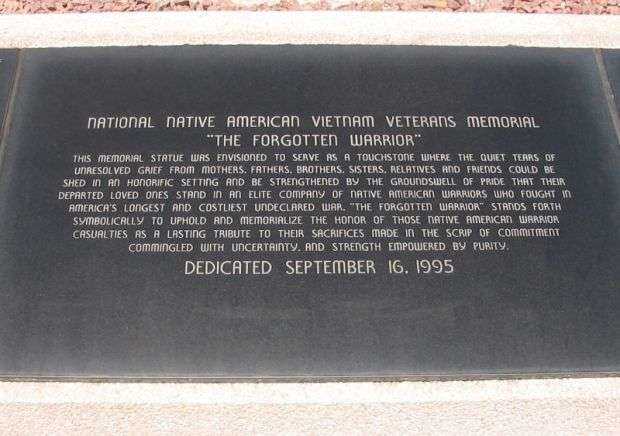 NATIONAL NATIVE AMERICAN VIETNAM VETERANS MEMORIAL
"THE FORGOTTEN WARRIOR"
THIS MEMORIAL STATUE WAS ENVISIONED TO SERVE AS A TOUCHSTONE WHERE THE QUIET TEARS OF
UNRESOLVED GRIEF FROM MOTHERS, FATHERS, BROTHERS, SISTERS, RELATIVES AND FRIENDS COULD BE
SHED IN AN HONORIFIC SETTING AND BE STRENGTHENED BY THE GROUNDSWELL OF PRIDE THAT THEIR
DEPARTED LOVED ONES STAND IN AN ELITE COMPANY OF NATIVE AMERICAN WARRIORS WHO FOUGHT IN
AMERICA'S LONGEST AND COSTLIEST UNDECLARED WAR. "THE FORGOTTEN WARRIOR" STANDS FORTH
SYMBOLICALLY TO UPHOLD AND MEMORIALIZE THE HONOR OF THOSE NATIVE AMERICAN WARRIOR
CASUALTIES AS A LASTING TRIBUTE TO THEIR SACRIFICES MADE IN THE SCRIP OF COMMITMENT
COMMINGLED WITH UNCERTAINTY, AND STRENGTH EMPOWERED BY PURITY.
DEDICATED SEPTEMBER 16, 1995